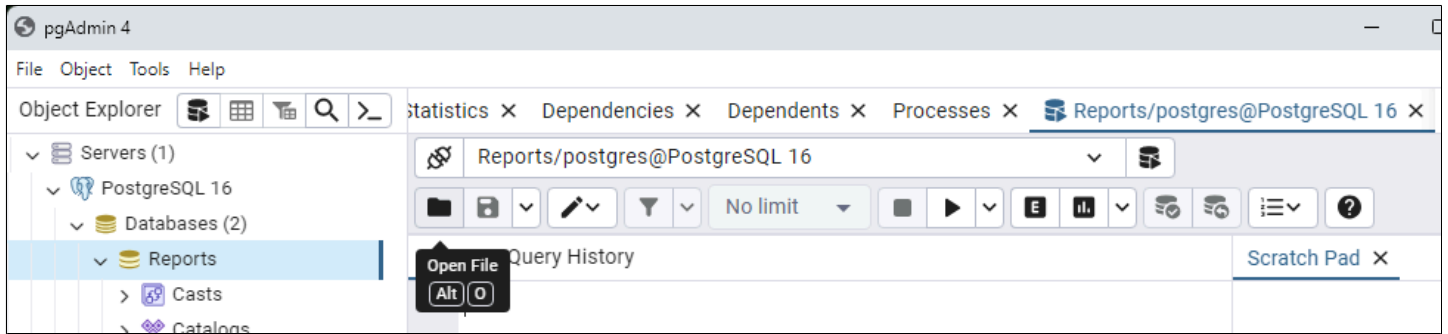 pgAdmin 4
File Object Tools Help
Object Explorer
Statistics Dependencies Dependents Processes Reports/postgres@PostgreSQL 16
Servers (1)
Reports/postgres@PostgreSQL 16
PostgreSQL 16
No limit
E
Databases (2)
Reports
Query History
Scratch Pad
Open File
Alt O
Casts
Catalogs